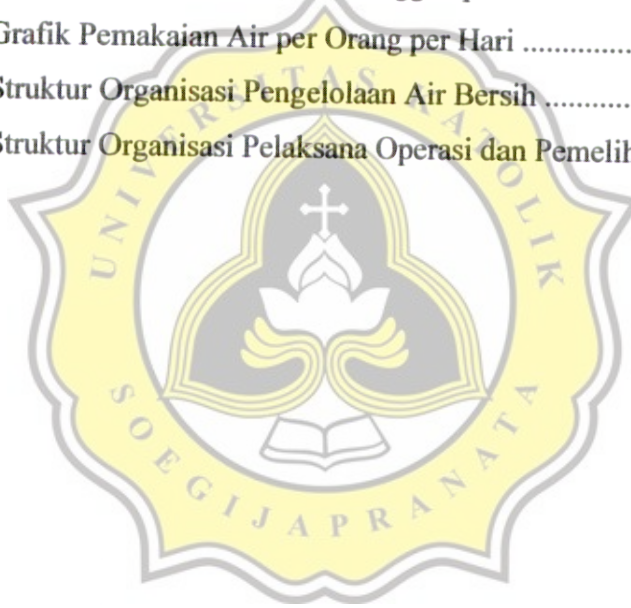 Grafik Pemakaian Air per Orang per Hari ...............
Struktur Organisasi Pengelolaan Air Bersih ............
Struktur Organisasi Pelaksana Operasi dan Pemelih
UNIVERSITAS KATOLIK
SOEGIJAPRANATA